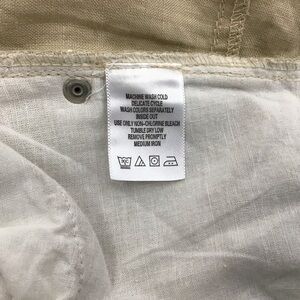 MACHINE WASH COLD
DELICATE CYCLE
WASH COLORS SEPARATELY
INSIDE OUT
USE ONLY NON-CHLORINE BLEACH
TUMBLE DRY LOW
REMOVE PROMPTLY
MEDIUM IRON